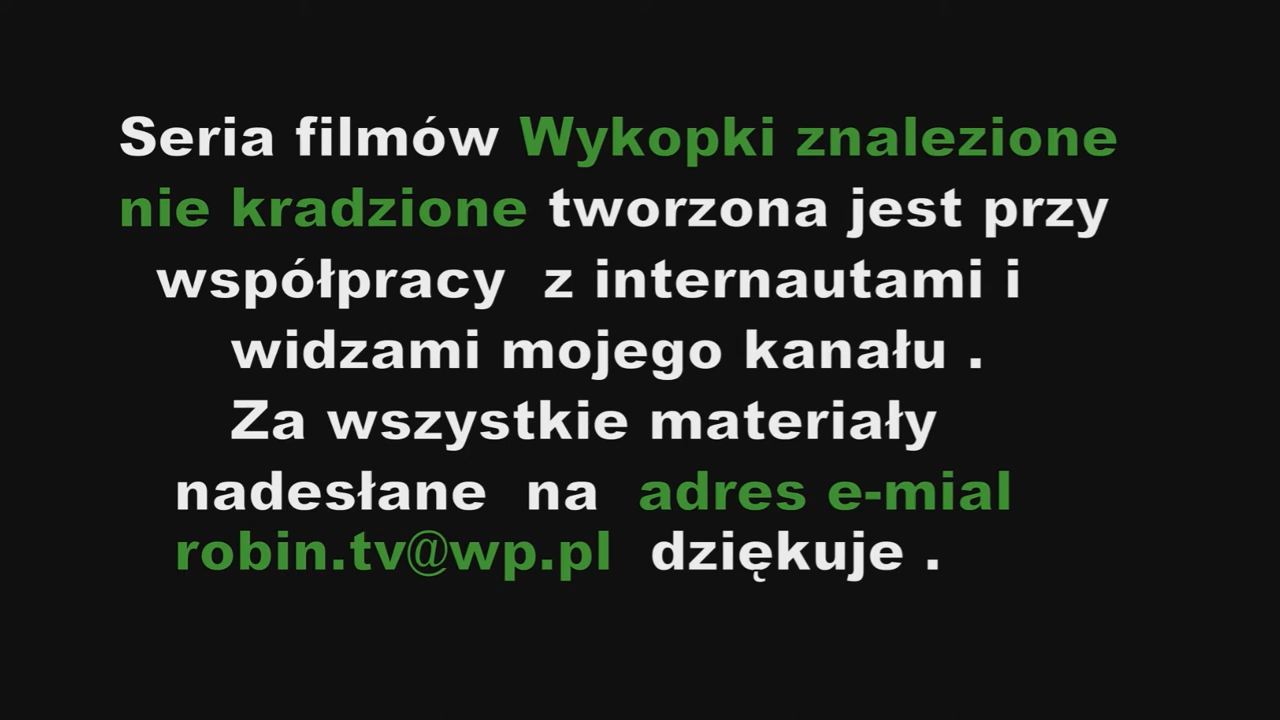 Seria filmów Wykopki znalezione
nie kradzione tworzona jest przy
współpracy z internautami i
widzami mojego kanału .
Za wszystkie materiały
nadesłane na adres e-mial
robin.tv@wp.pl dziękuje .